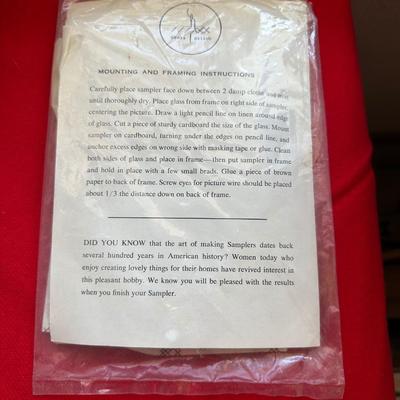 MOUNTING AND FRAMING INSTRUCTIONS
Carefully place sampler face down between 2 damp cloths and
until thoroughly dry. Place glass from frame on right side of sampler,
centering the picture. Draw a light pencil line on linen around edge
of glass. Cut a piece of sturdy cardboard the size of the glass. Mount
sampler on cardboard, turning under the edges on pencil line, and
anchor excess edges on wrong side with masking tape or glue. Clean
both sides of glass and place in frame—then put sampler in frame
and hold in place with a few small brads. Glue a piece of brown
paper to back of frame. Screw eyes for picture wire should be placed
about 1/3 the distance down on back of frame.
DID YOU KNOW that the art of making Samplers dates back
several hundred years in American history? Women today who
enjoy creating lovely things for their homes have revived interest in
this pleasant hobby. We know you will be pleased with the results
when you finish your Sampler.